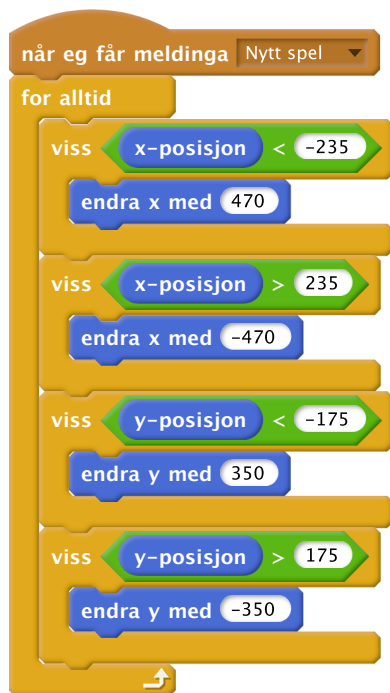 når eg får meldinga Nytt spel
for alltid
viss x-posisjon < -235
endra x med 470
viss x-posisjon > 235
endra x med -470
viss y-posisjon < -175
endra y med 350
viss y-posisjon > 175
endra y med -350